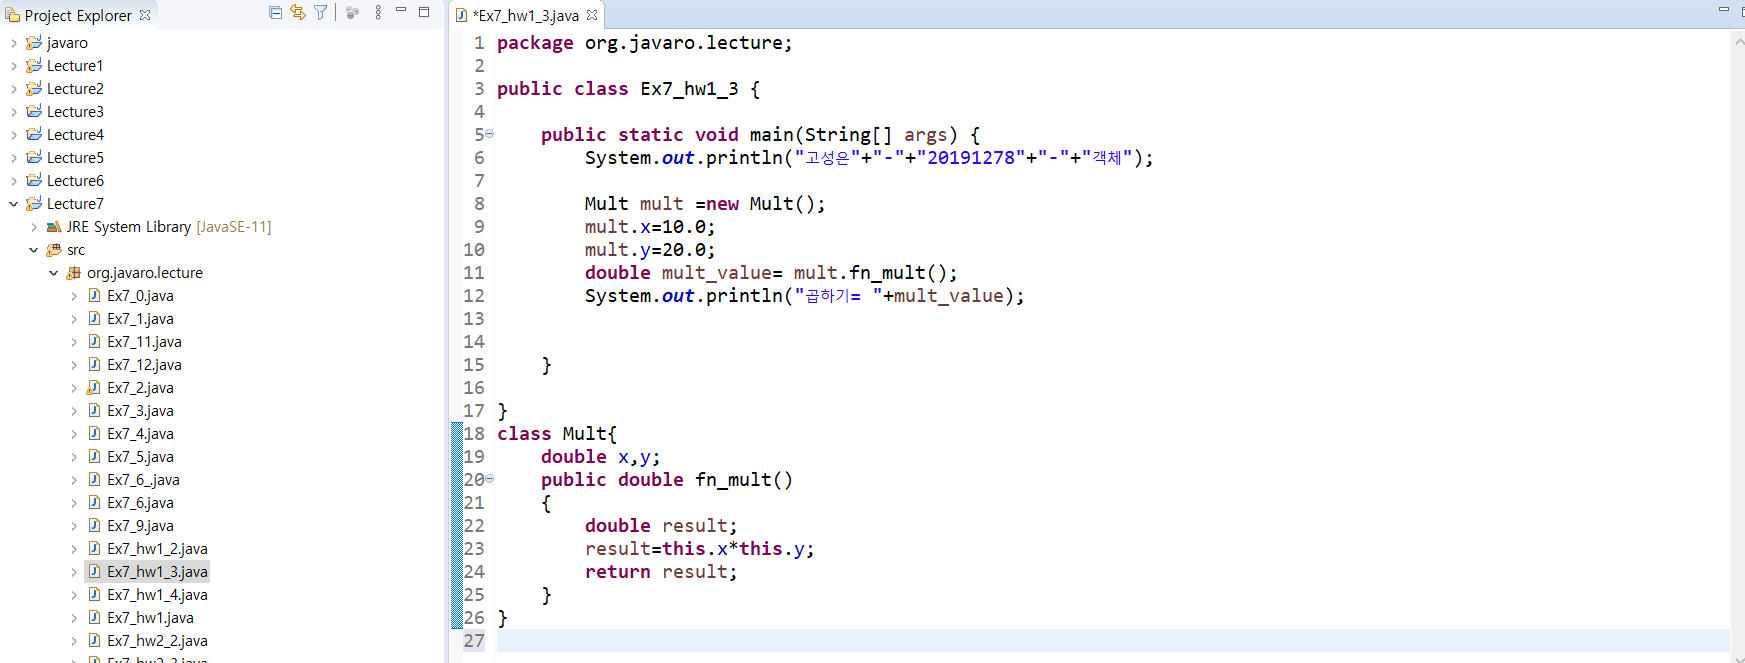 Project Explorer
javaro
Lecture1
Lecture2
Lecture3
Lecture4
Lecture5
Lecture6
Lecture7
JRE System Library [JavaSE-11]
src
org.javaro.lecture
Ex7_0.java
Ex7_1.java
Ex7_11.java
Ex7_12.java
Ex7_2.java
Ex7_3.java
Ex7_4.java
Ex7_5.java
Ex7_6_.java
Ex7_6.java
Ex7_9.java
Ex7_hw1_2.java
Ex7_hw1_3.java
Ex7_hw1_4.java
Ex7_hw1.java
Ex7_hw2_2.java
*Ex7_hw1_3.java
1 package org.javaro.lecture;
2
3 public class Ex7_hw1_3 {
4
5     public static void main(String[] args) {
6         System.out.println("고성은"+"-"+"20191278"+"-"+"객체");
7
8         Mult mult =new Mult();
9         mult.x=10.0;
10         mult.y=20.0;
11         double mult_value= mult.fn_mult();
12         System.out.println("곱하기= "+mult_value);
13
14
15     }
16
17 }
18 class Mult{
19     double x,y;
20     public double fn_mult()
21     {
22         double result;
23         result=this.x*this.y;
24         return result;
25     }
26 }
27